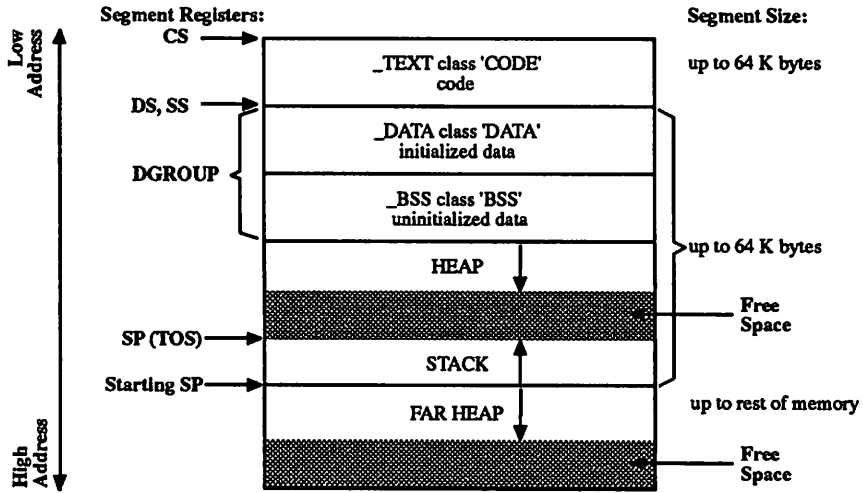 Segment Registers:
Segment Size:
Low
Address
CS
_TEXT class 'CODE'
code
up to 64 K bytes
DS, SS
_DATA class 'DATA'
initialized data
DGROUP
_BSS class 'BSS'
uninitialized data
up to 64 K bytes
HEAP
Free
Space
SP (TOS)
STACK
Starting SP
FAR HEAP
up to rest of memory
High
Address
Free
Space